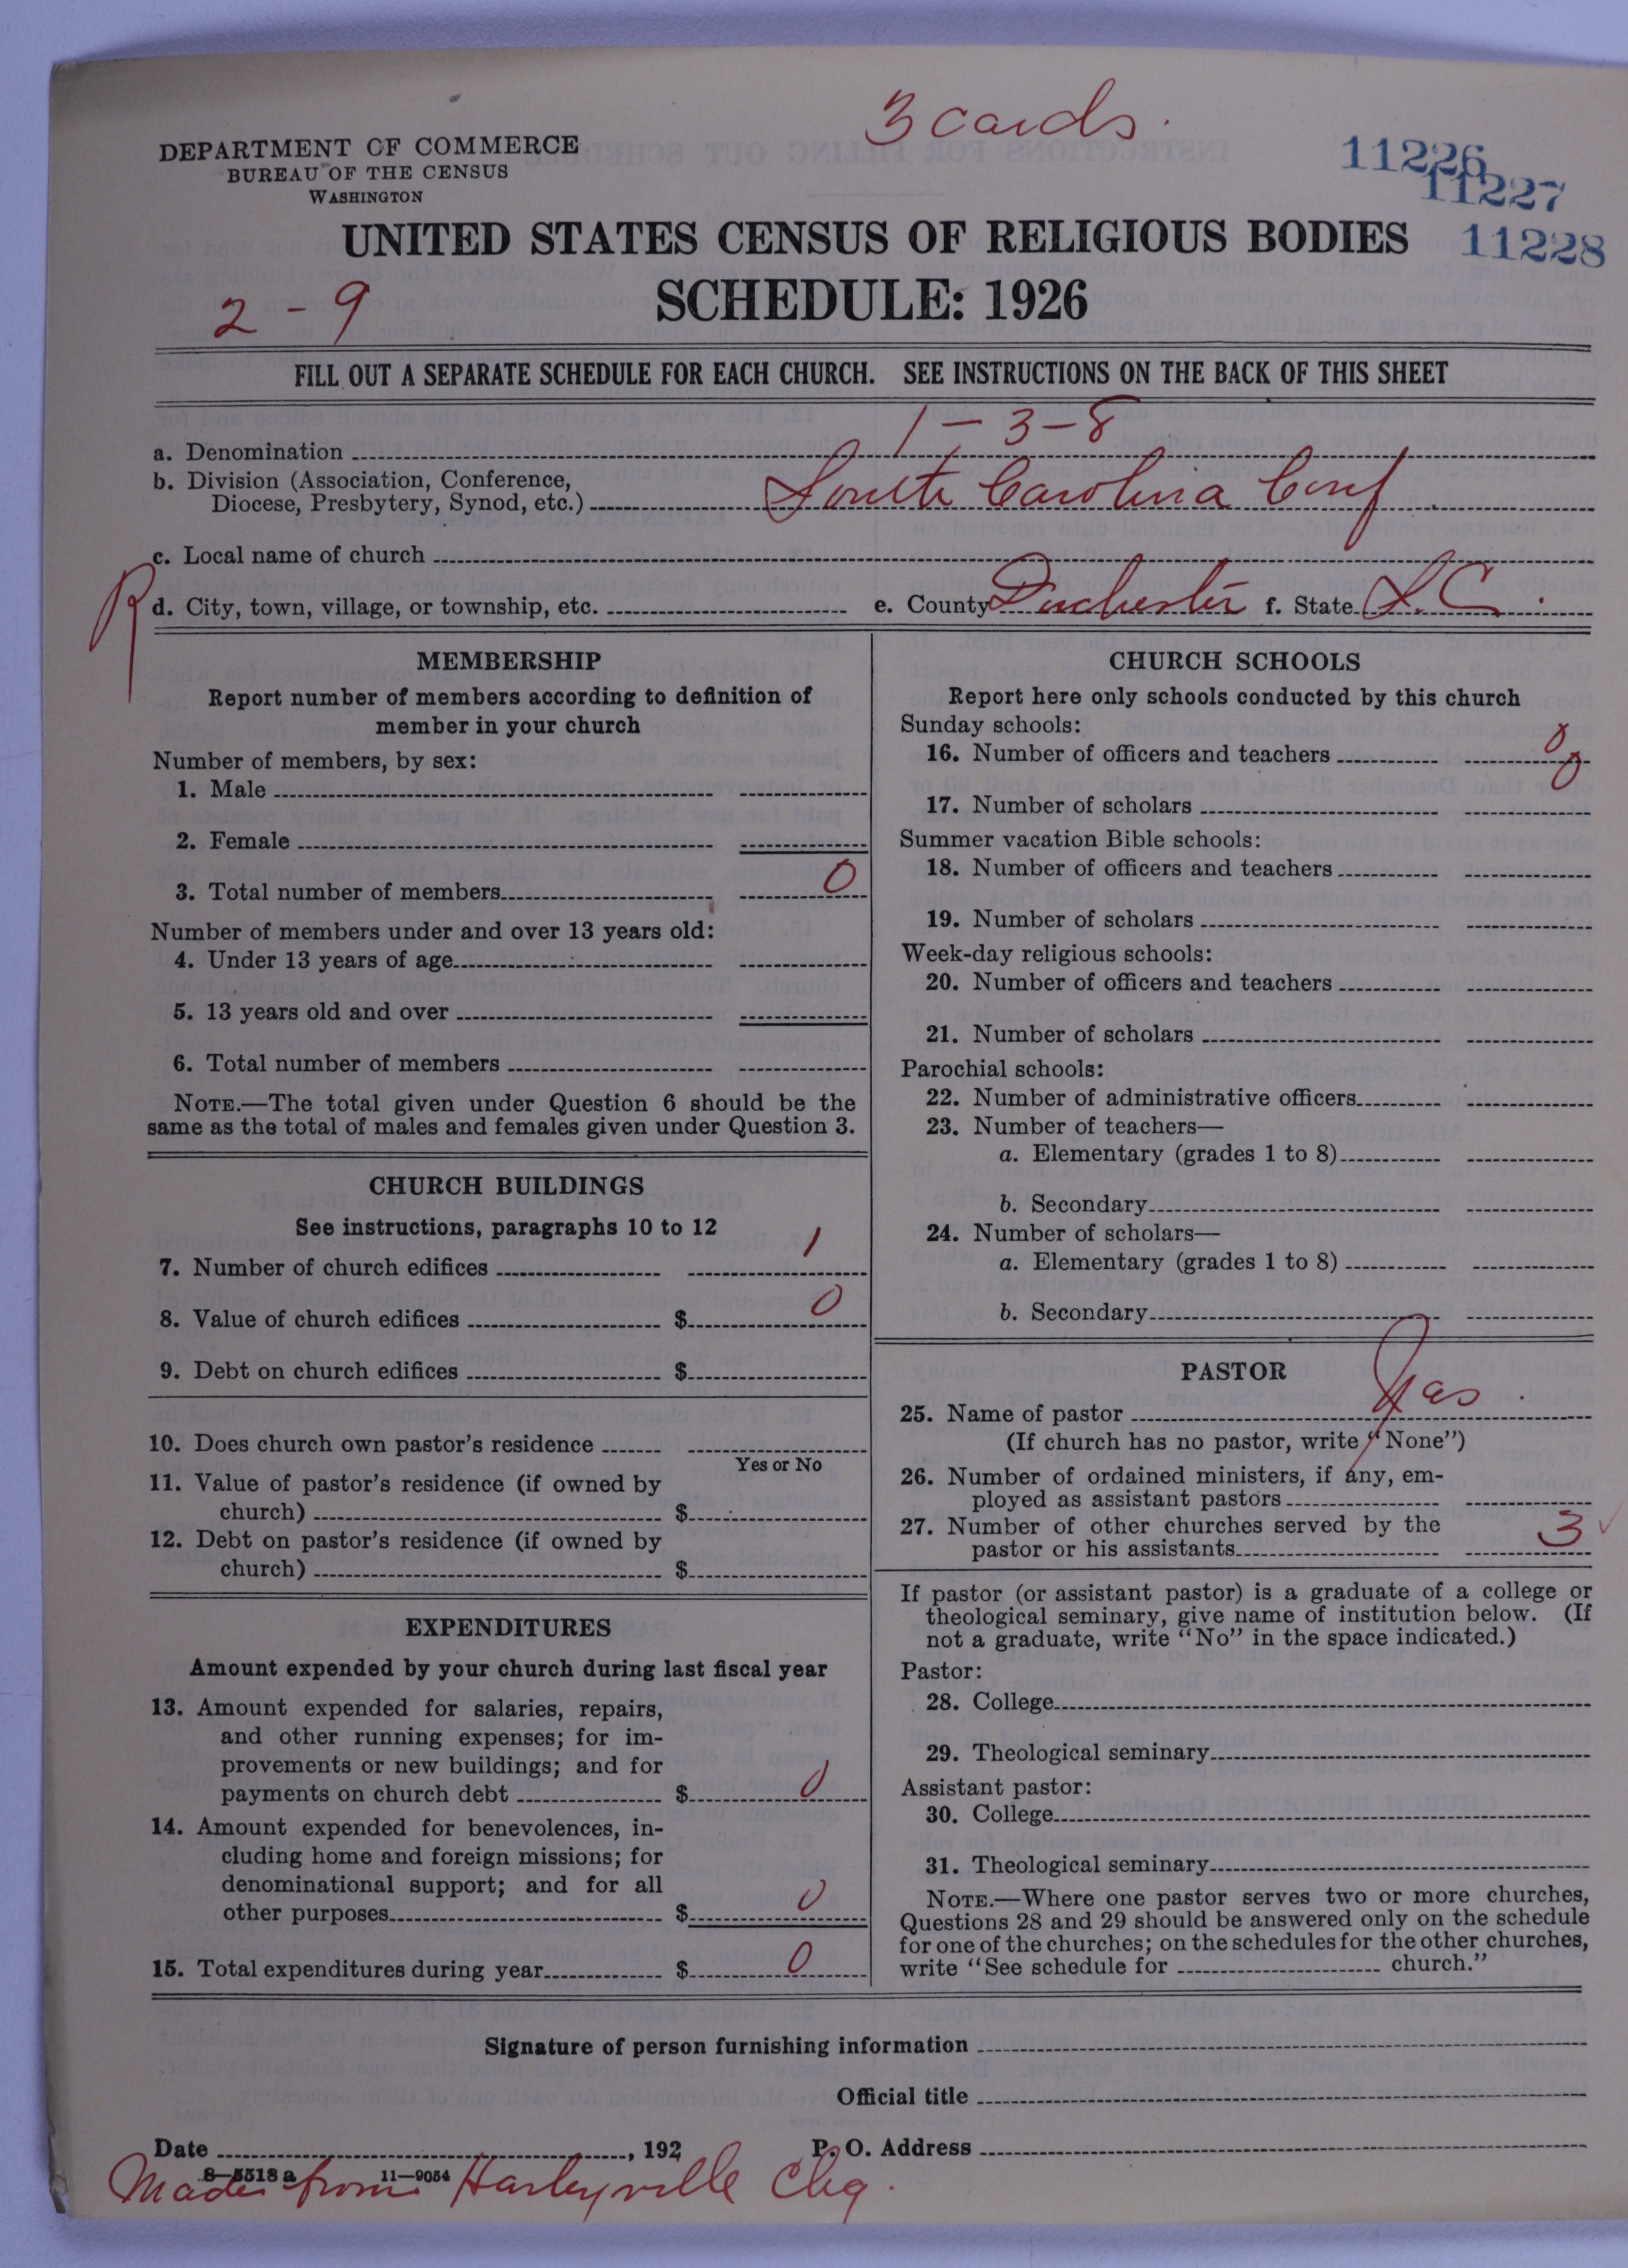 3 cards.
DEPARTMENT OF COMMERCE
BUREAU OF THE CENSUS
WASHINGTON
11226
11227
11228
UNITED STATES CENSUS OF RELIGIOUS BODIES
SCHEDULE: 1926
2 - 9
FILL OUT A SEPARATE SCHEDULE FOR EACH CHURCH. SEE INSTRUCTIONS ON THE BACK OF THIS SHEET
a. Denomination 1 - 3 - 8
b. Division (Association, Conference,
Diocese, Presbytery, Synod, etc.) South Carolina Conf.
c. Local name of church
R
d. City, town, village, or township, etc. e. County Dorchester f. State S.C.
MEMBERSHIP
Report number of members according to definition of
member in your church
Number of members, by sex:
1. Male
2. Female
3. Total number of members 0
Number of members under and over 13 years old:
4. Under 13 years of age
5. 13 years old and over
6. Total number of members
NOTE.—The total given under Question 6 should be the
same as the total of males and females given under Question 3.
CHURCH BUILDINGS
See instructions, paragraphs 10 to 12
7. Number of church edifices 1
8. Value of church edifices $ 0
9. Debt on church edifices $
10. Does church own pastor's residence
Yes or No
11. Value of pastor's residence (if owned by
church) $
12. Debt on pastor's residence (if owned by
church) $
EXPENDITURES
Amount expended by your church during last fiscal year
13. Amount expended for salaries, repairs,
and other running expenses; for im-
provements or new buildings; and for
payments on church debt $ 0
14. Amount expended for benevolences, in-
cluding home and foreign missions; for
denominational support; and for all
other purposes $ 0
15. Total expenditures during year $ 0
CHURCH SCHOOLS
Report here only schools conducted by this church
Sunday schools:
16. Number of officers and teachers 0
0
17. Number of scholars
Summer vacation Bible schools:
18. Number of officers and teachers
19. Number of scholars
Week-day religious schools:
20. Number of officers and teachers
21. Number of scholars
Parochial schools:
22. Number of administrative officers
23. Number of teachers—
a. Elementary (grades 1 to 8)
b. Secondary
24. Number of scholars—
a. Elementary (grades 1 to 8)
b. Secondary
PASTOR
25. Name of pastor
(If church has no pastor, write "None")
26. Number of ordained ministers, if any, em-
ployed as assistant pastors
27. Number of other churches served by the
pastor or his assistants 3 ✓
If pastor (or assistant pastor) is a graduate of a college or
theological seminary, give name of institution below. (If
not a graduate, write "No" in the space indicated.)
Pastor:
28. College
29. Theological seminary
Assistant pastor:
30. College
31. Theological seminary
NOTE.—Where one pastor serves two or more churches,
Questions 28 and 29 should be answered only on the schedule
for one of the churches; on the schedules for the other churches,
write "See schedule for church."
Signature of person furnishing information
Official title
Date , 192 P. O. Address
8—5518 a 11—9054
Made from Harleyville Chg.